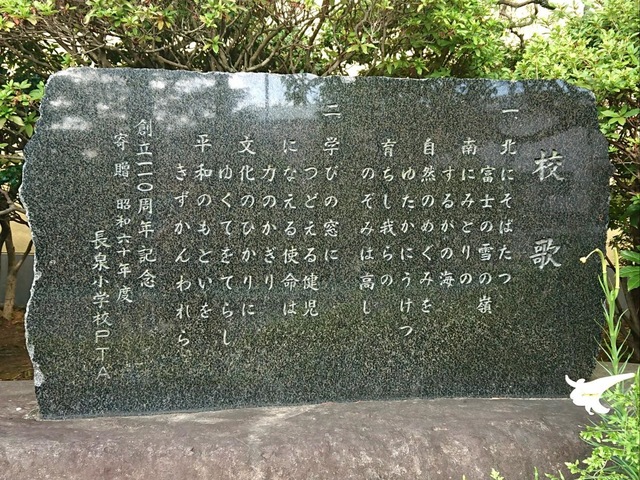 校歌
一 北にそばたつ
富士の雪の嶺
南にみどりの
するがの海
自然のめぐみを
ゆたかにうけつ
育ちし我らの
のぞみは高し
二 学びの窓に
つどえる健児
になえる使命は
力のかぎり
文化のひかりに
ゆくてをてらし
平和のもといを
きずかんわれら
創立一一〇周年記念
寄贈 昭和六十年度
長泉小学校PTA